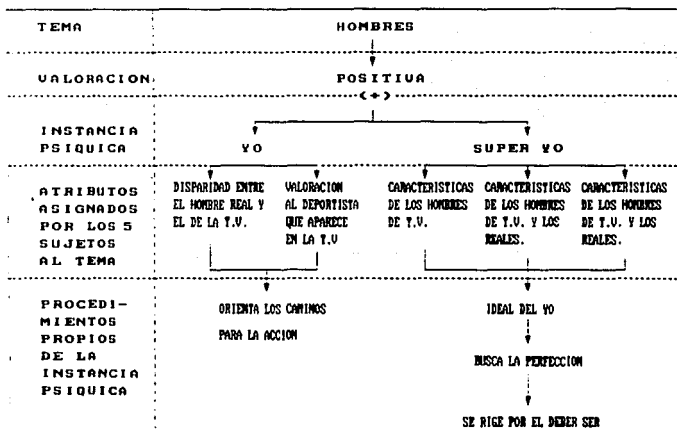 TEMA
HOMBRES
VALORACION
POSITIVA
(+)
INSTANCIA
PSIQUICA
YO
SUPER YO
ATRIBUTOS
ASIGNADOS
POR LOS 5
SUJETOS
AL TEMA
DISPARIDAD ENTRE
EL HOMBRE REAL Y
EL DE LA T.V.
VALORACION
AL DEPORTISTA
QUE APARECE
EN LA T.V
CARACTERISTICAS
DE LOS HOMBRES
DE T.V.
CARACTERISTICAS
DE LOS HOMBRES
DE T.V. Y LOS
REALES.
CARACTERISTICAS
DE LOS HOMBRES
DE T.V. Y LOS
REALES.
PROCEDI-
MIENTOS
PROPIOS
DE LA
INSTANCIA
PSIQUICA
ORIENTA LOS CAMINOS
PARA LA ACCION
IDEAL DEL YO
BUSCA LA PERFECCION
SE RIGE POR EL DEBER SER